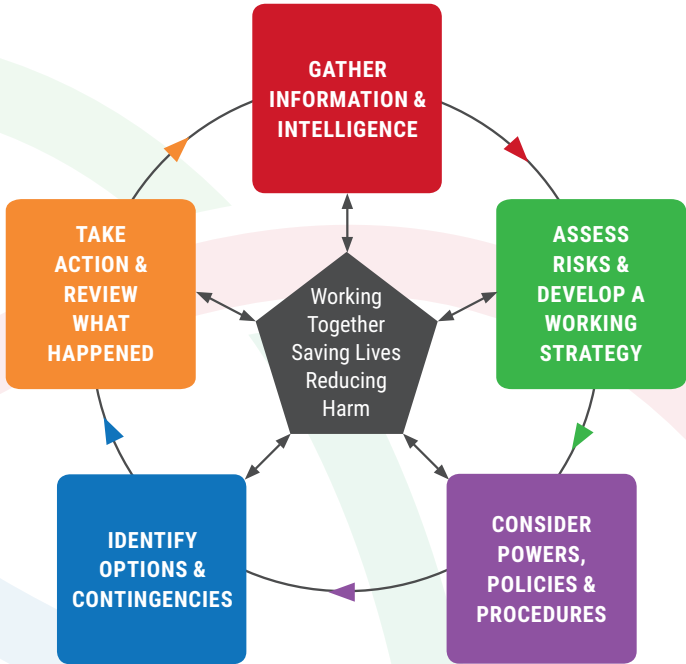 GATHER
INFORMATION &
INTELLIGENCE
ASSESS
RISKS &
DEVELOP A
WORKING
STRATEGY
CONSIDER
POWERS,
POLICIES &
PROCEDURES
IDENTIFY
OPTIONS &
CONTINGENCIES
TAKE
ACTION &
REVIEW
WHAT
HAPPENED
Working
Together
Saving Lives
Reducing
Harm